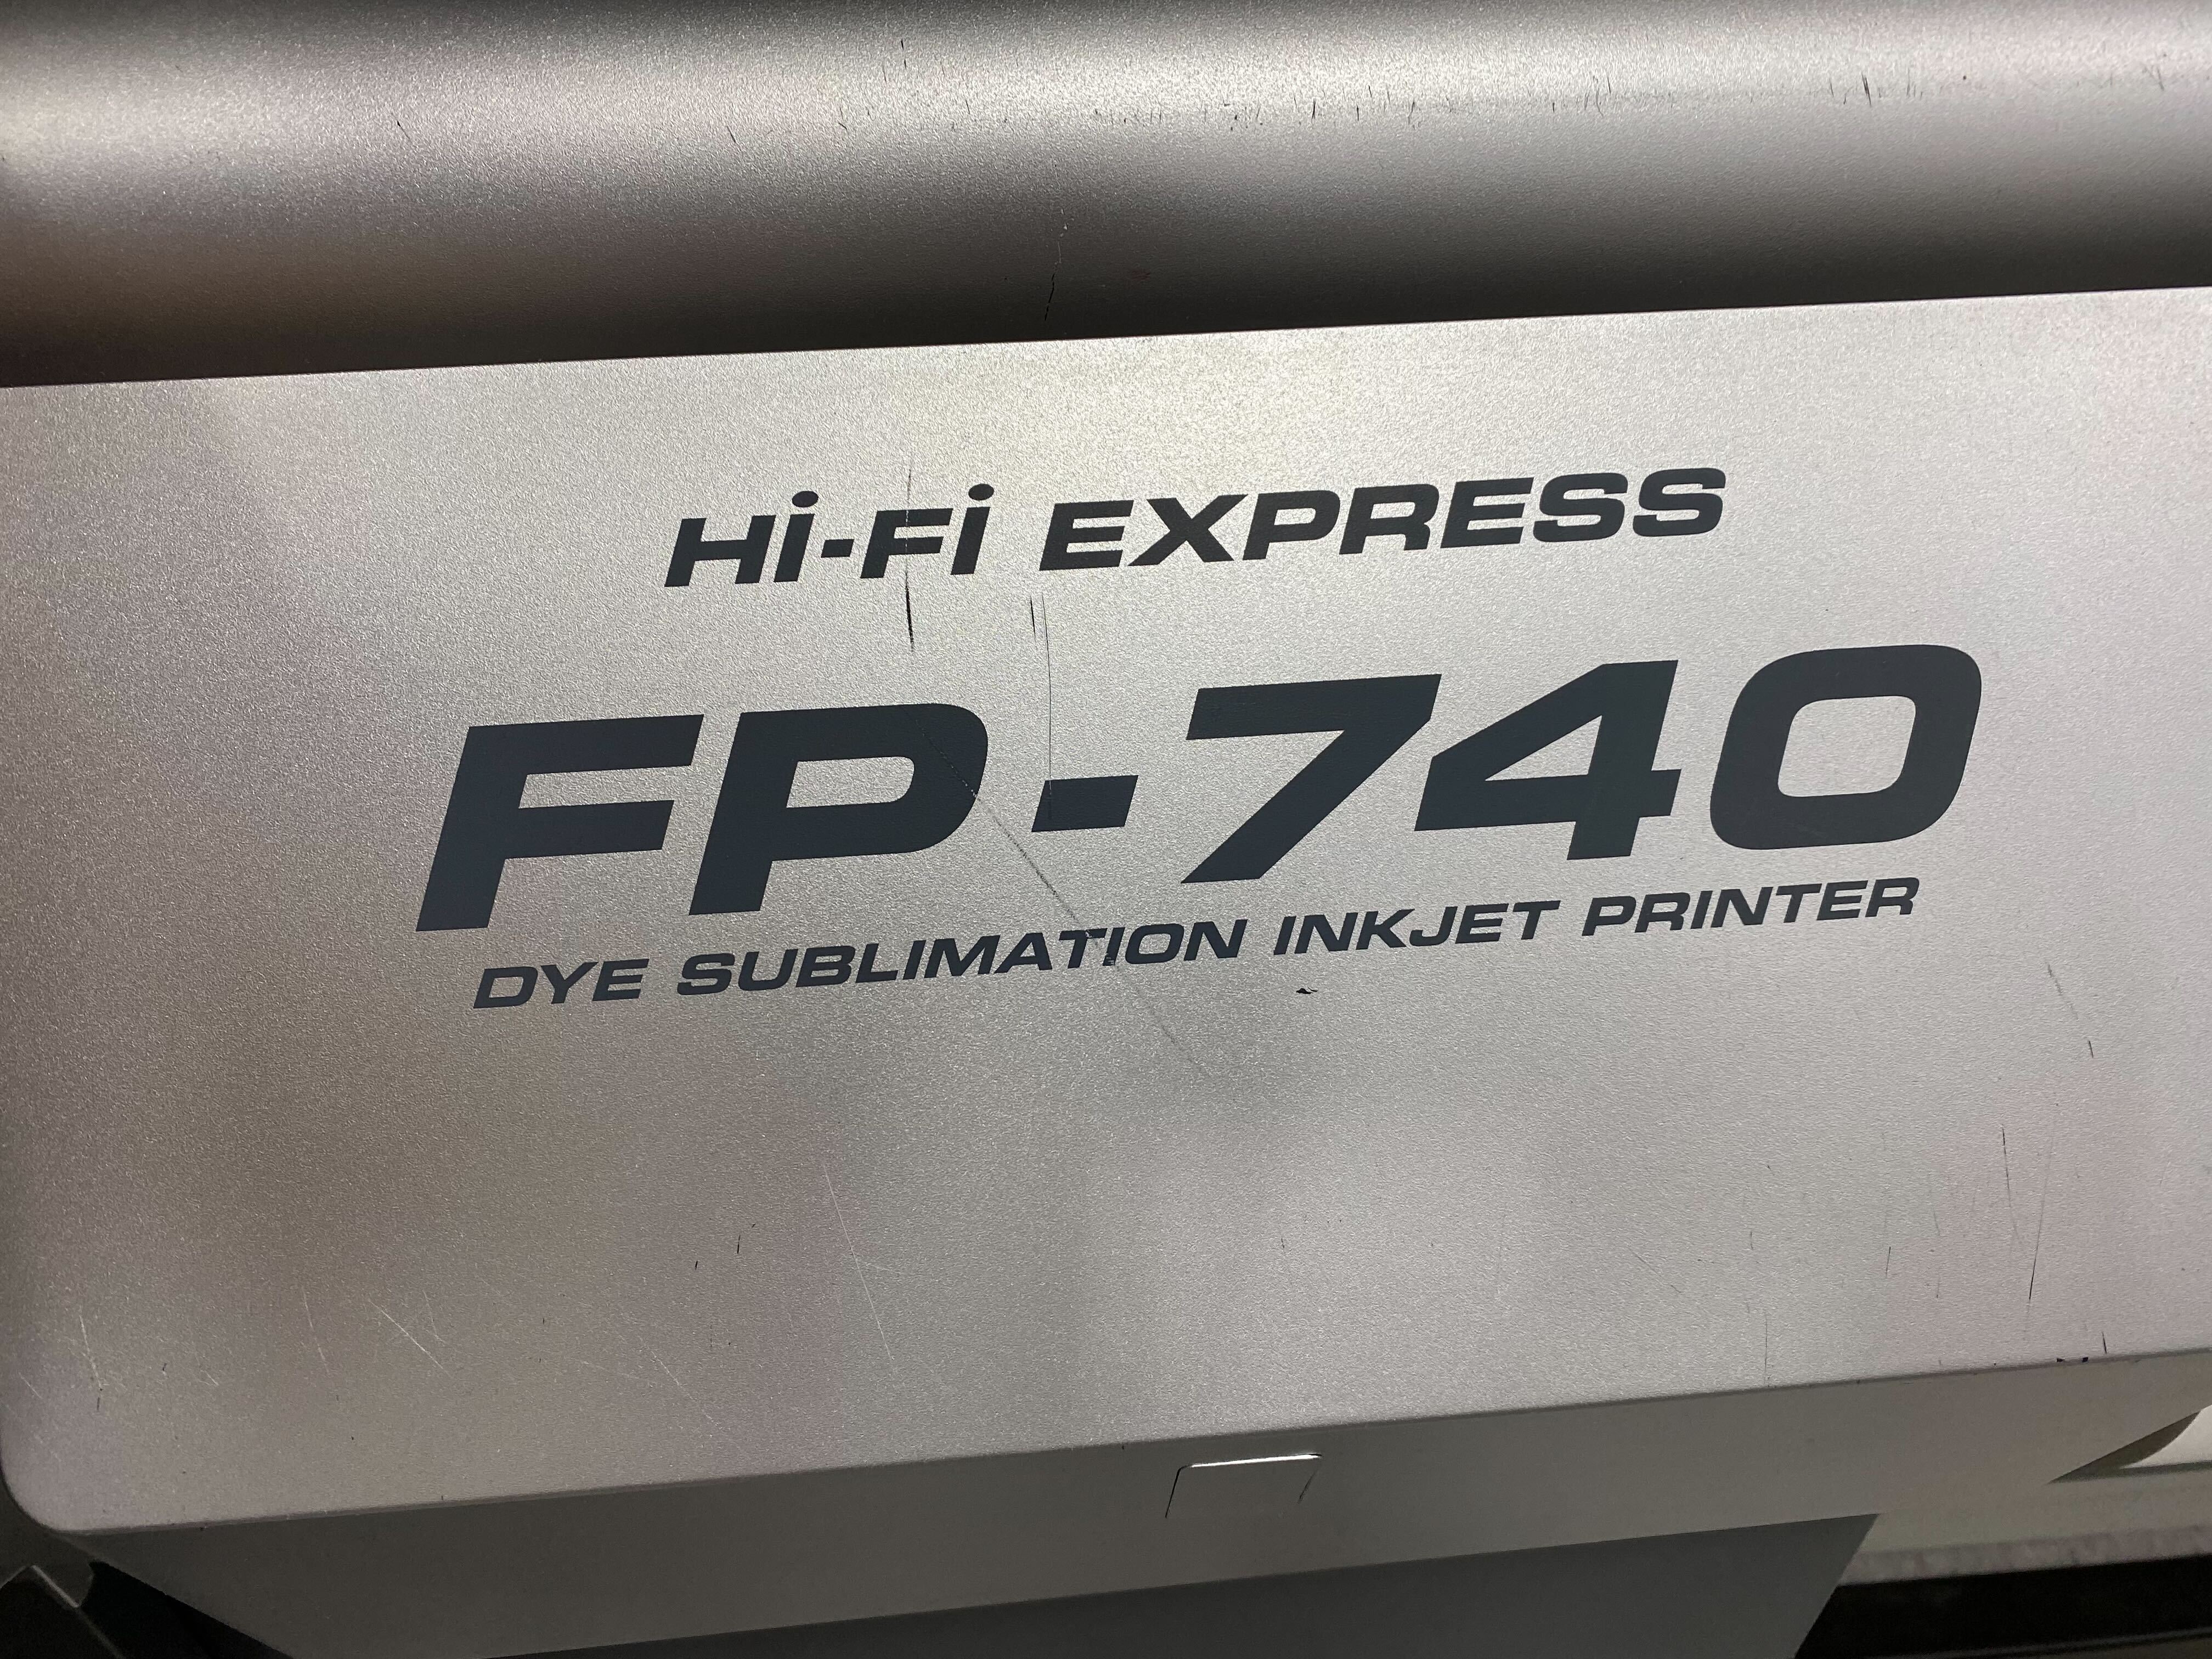 Hi-Fi EXPRESS
FP-740
DYE SUBLIMATION INKJET PRINTER